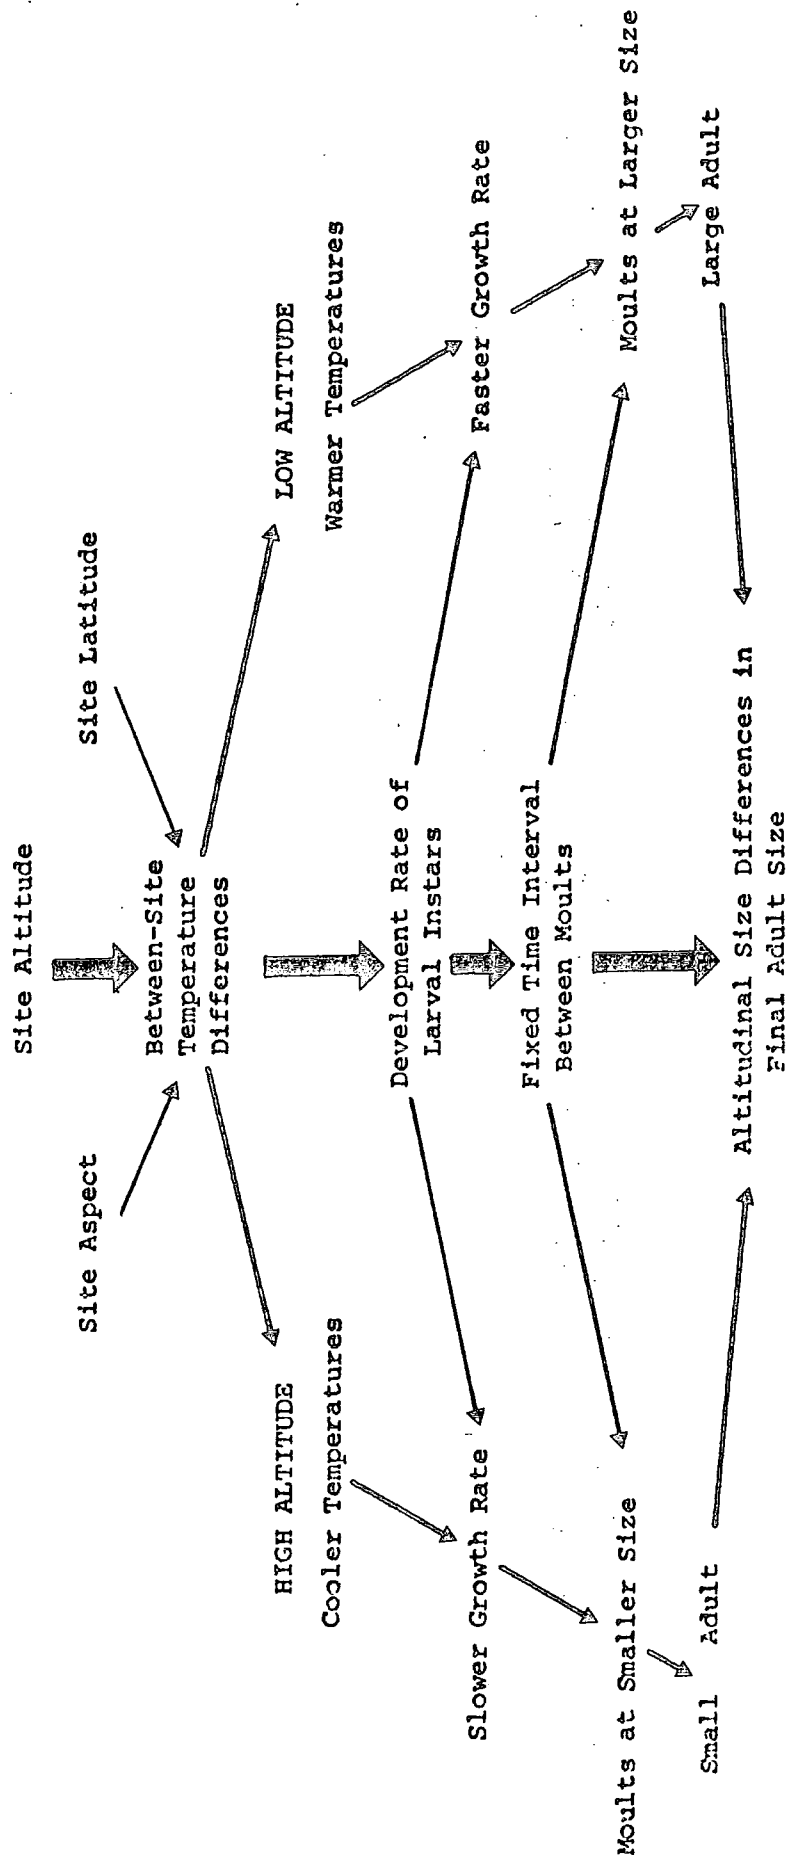 Site Altitude
Site Aspect
Site Latitude
Between-Site
Temperature
Differences
HIGH ALTITUDE
Cooler Temperatures
LOW ALTITUDE
Warmer Temperatures
Development Rate of
Larval Instars
Slower Growth Rate
Faster Growth Rate
Fixed Time Interval
Between Moults
Moults at Smaller Size
Moults at Larger Size
Small Adult
Large Adult
Altitudinal Size Differences in
Final Adult Size